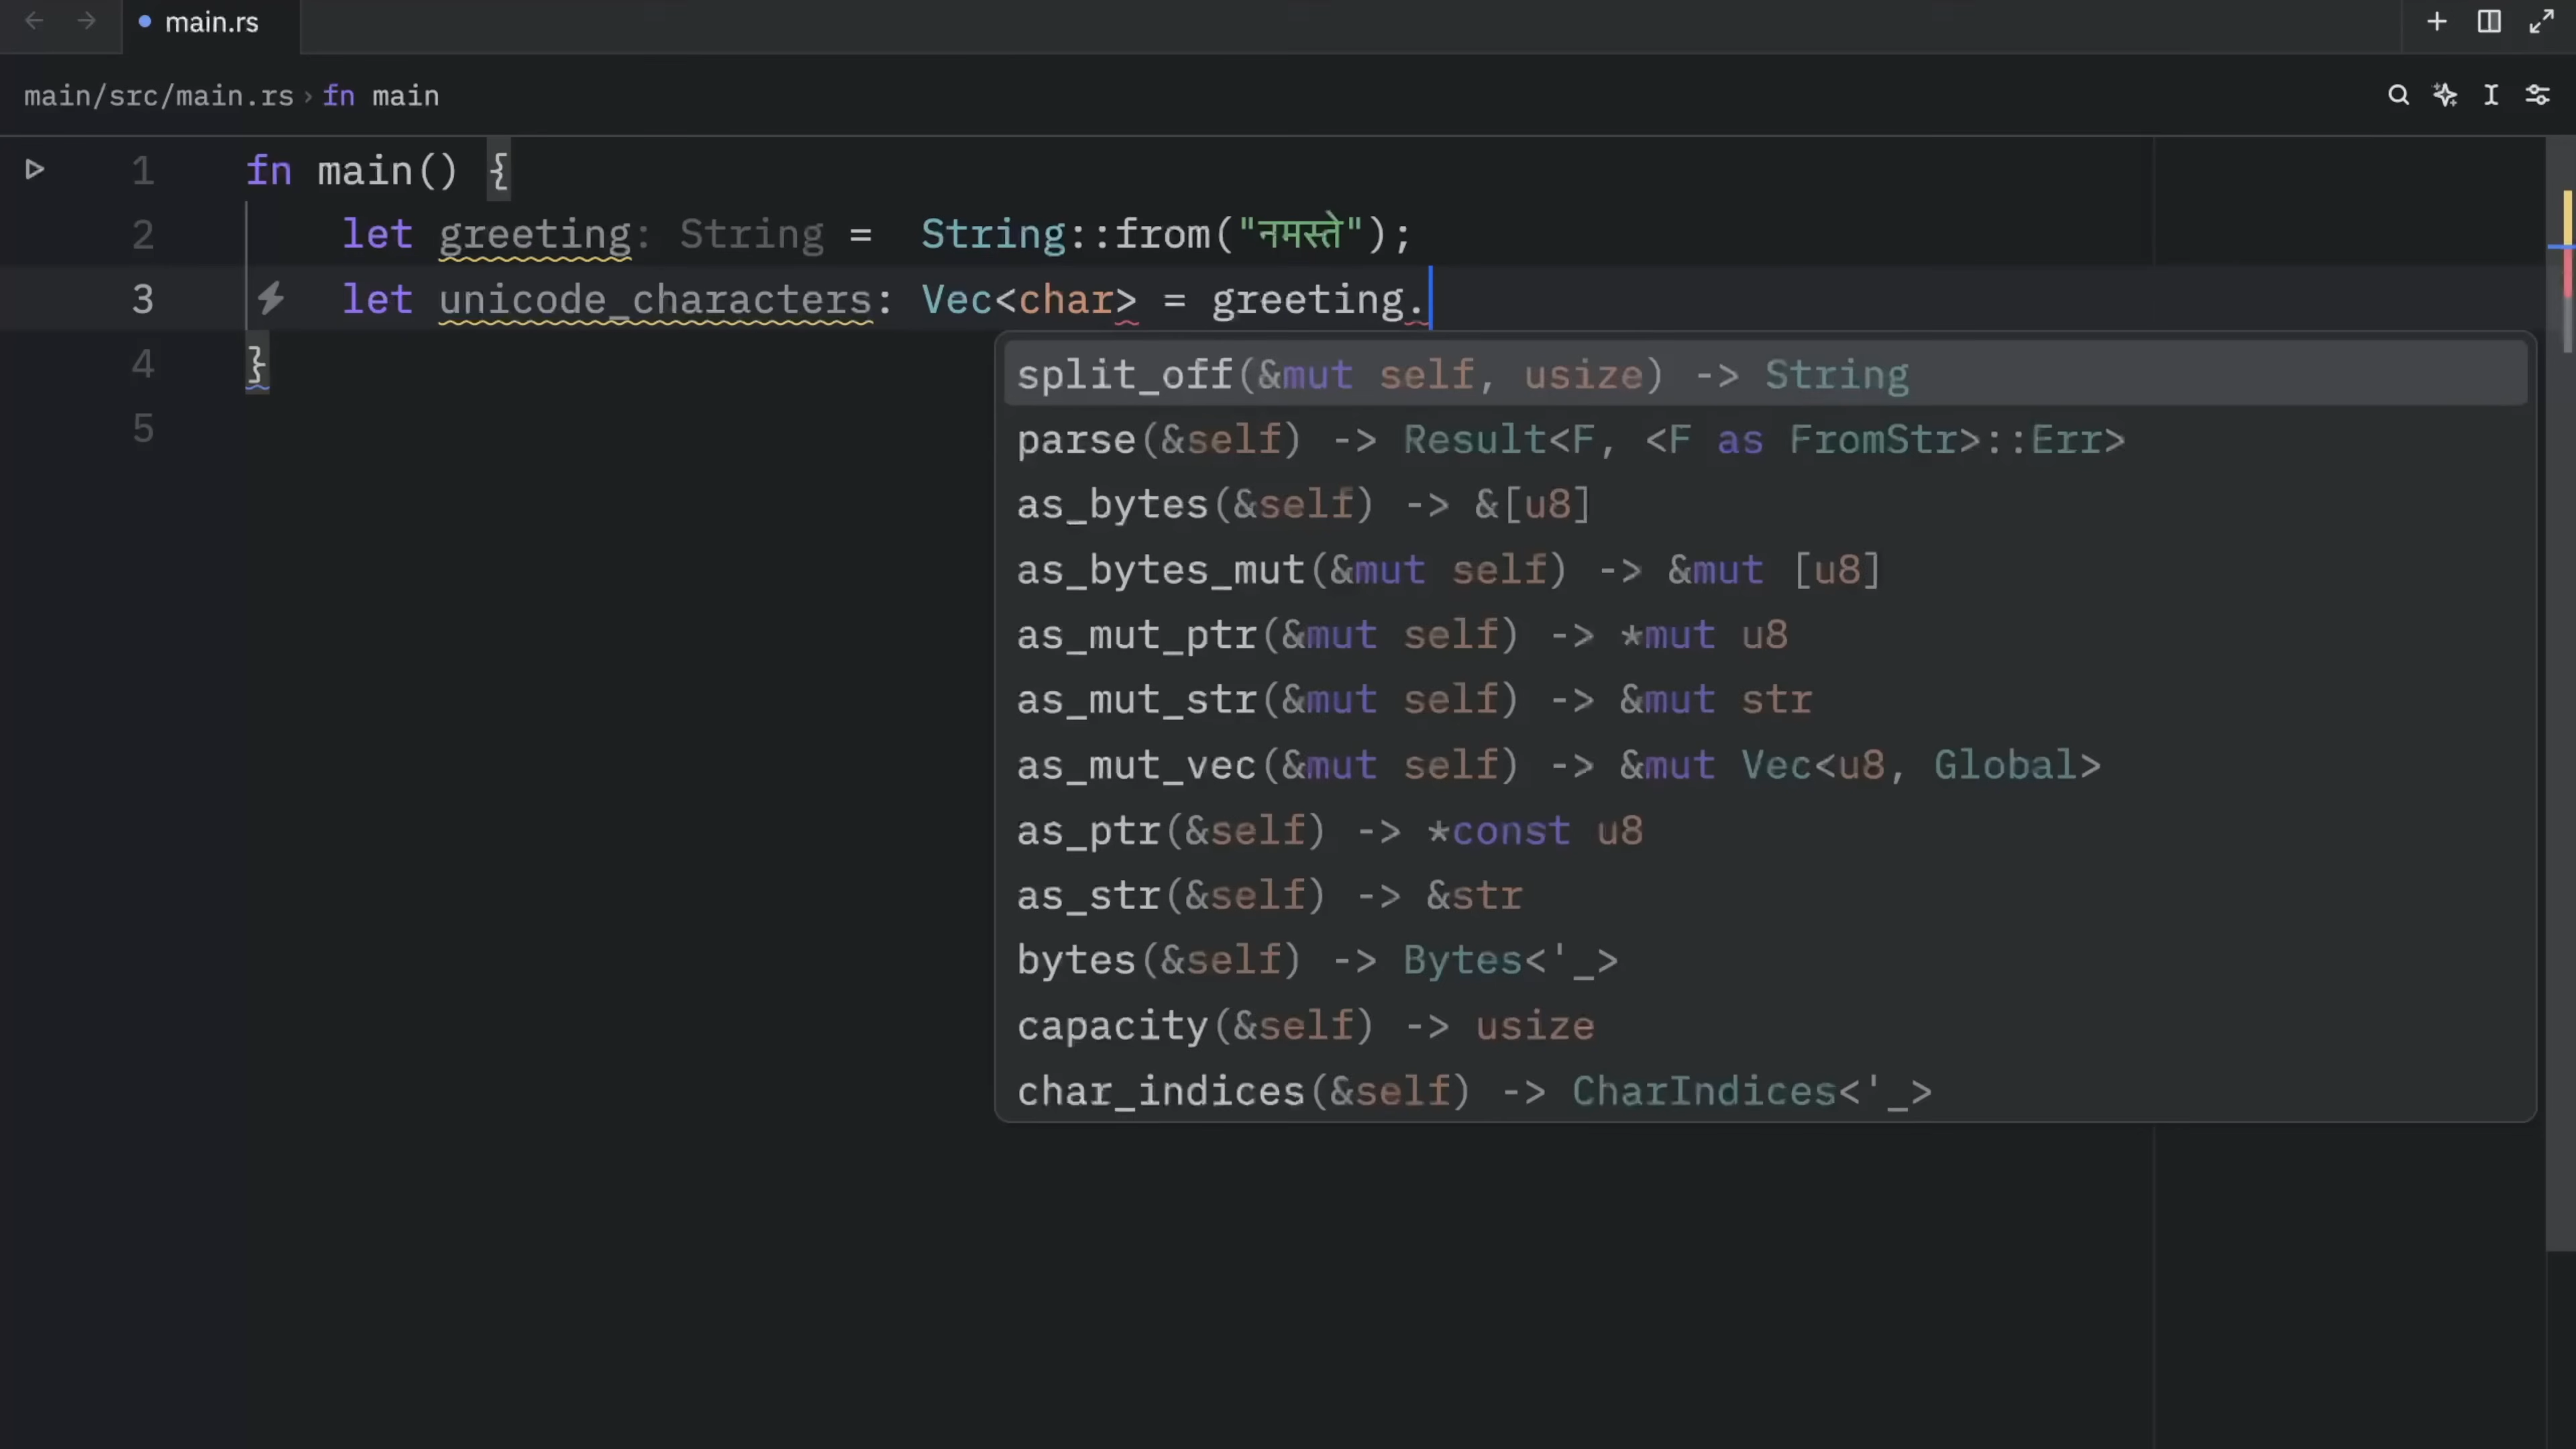 main.rs
main/src/main.rs › fn main
1 fn main() {
2 let greeting: String = String::from("नमस्ते");
3 let unicode_characters: Vec<char> = greeting.
4 }
5
split_off(&mut self, usize) -> String
parse(&self) -> Result<F, <F as FromStr>::Err>
as_bytes(&self) -> &[u8]
as_bytes_mut(&mut self) -> &mut [u8]
as_mut_ptr(&mut self) -> *mut u8
as_mut_str(&mut self) -> &mut str
as_mut_vec(&mut self) -> &mut Vec<u8, Global>
as_ptr(&self) -> *const u8
as_str(&self) -> &str
bytes(&self) -> Bytes<'_>
capacity(&self) -> usize
char_indices(&self) -> CharIndices<'_>